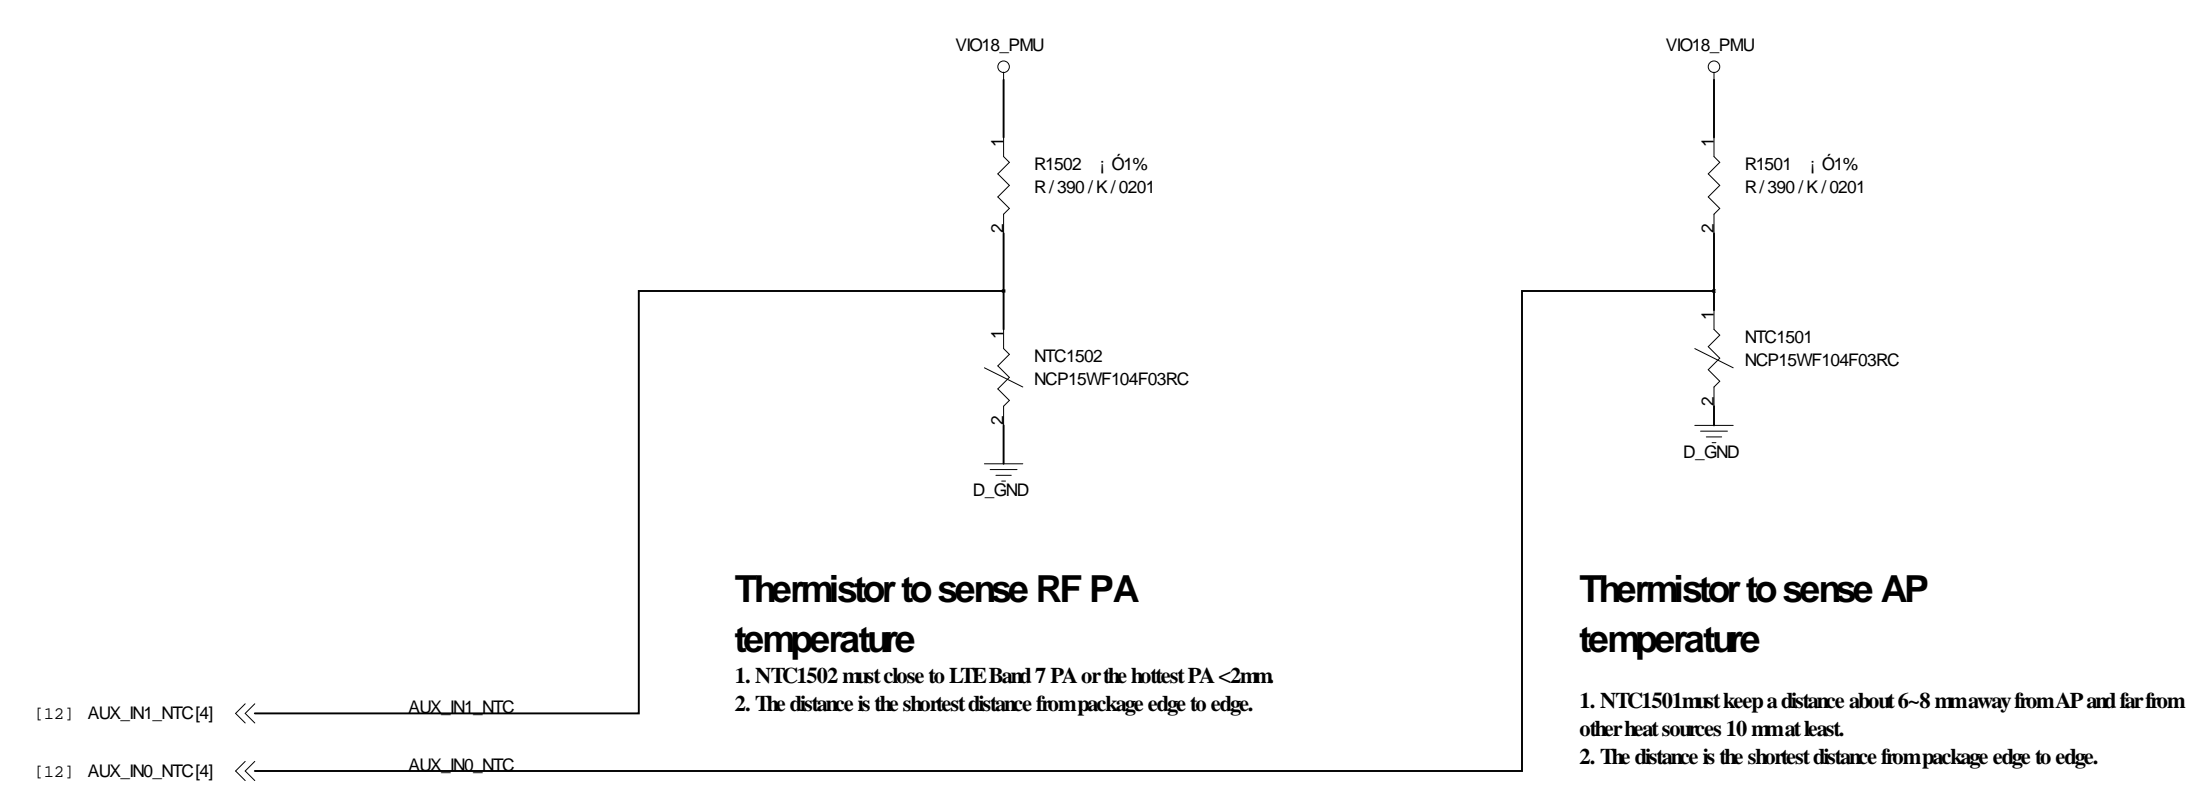 VIO18_PMU
1
R1502 ¡ Ó1%
R / 390 / K / 0201
2
1
NTC1502
NCP15WF104F03RC
2
D_GND
VIO18_PMU
1
R1501 ¡ Ó1%
R / 390 / K / 0201
2
1
NTC1501
NCP15WF104F03RC
2
D_GND
Thermistor to sense RF PA
temperature
1. NTC1502 must close to LTE Band 7 PA or the hottest PA <2mm.
2. The distance is the shortest distance from package edge to edge.
Thermistor to sense AP
temperature
1. NTC1501must keep a distance about 6~8 mm away from AP and far from
other heat sources 10 mm at least.
2. The distance is the shortest distance from package edge to edge.
[12] AUX_IN1_NTC[4] AUX_IN1_NTC
[12] AUX_IN0_NTC[4] AUX_IN0_NTC